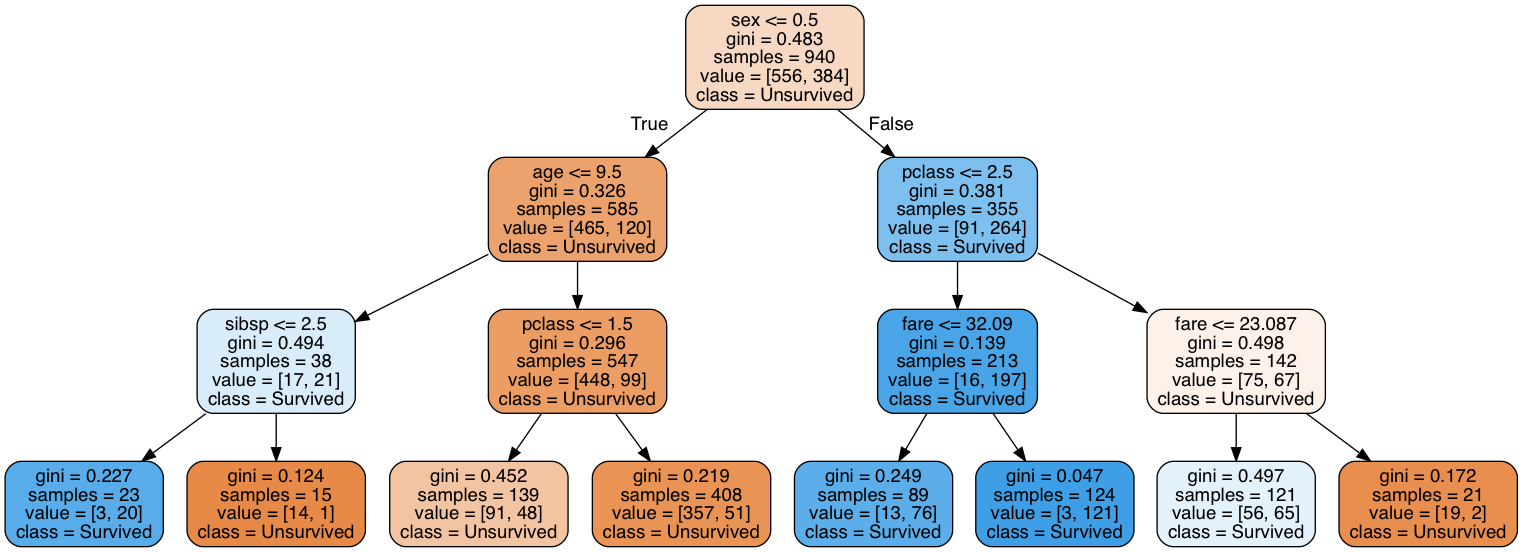 sex <= 0.5
gini = 0.483
samples = 940
value = [556, 384]
class = Unsurvived
True
False
age <= 9.5
gini = 0.326
samples = 585
value = [465, 120]
class = Unsurvived
pclass <= 2.5
gini = 0.381
samples = 355
value = [91, 264]
class = Survived
sibsp <= 2.5
gini = 0.494
samples = 38
value = [17, 21]
class = Survived
pclass <= 1.5
gini = 0.296
samples = 547
value = [448, 99]
class = Unsurvived
fare <= 32.09
gini = 0.139
samples = 213
value = [16, 197]
class = Survived
fare <= 23.087
gini = 0.498
samples = 142
value = [75, 67]
class = Unsurvived
gini = 0.227
samples = 23
value = [3, 20]
class = Survived
gini = 0.124
samples = 15
value = [14, 1]
class = Unsurvived
gini = 0.452
samples = 139
value = [91, 48]
class = Unsurvived
gini = 0.219
samples = 408
value = [357, 51]
class = Unsurvived
gini = 0.249
samples = 89
value = [13, 76]
class = Survived
gini = 0.047
samples = 124
value = [3, 121]
class = Survived
gini = 0.497
samples = 121
value = [56, 65]
class = Survived
gini = 0.172
samples = 21
value = [19, 2]
class = Unsurvived